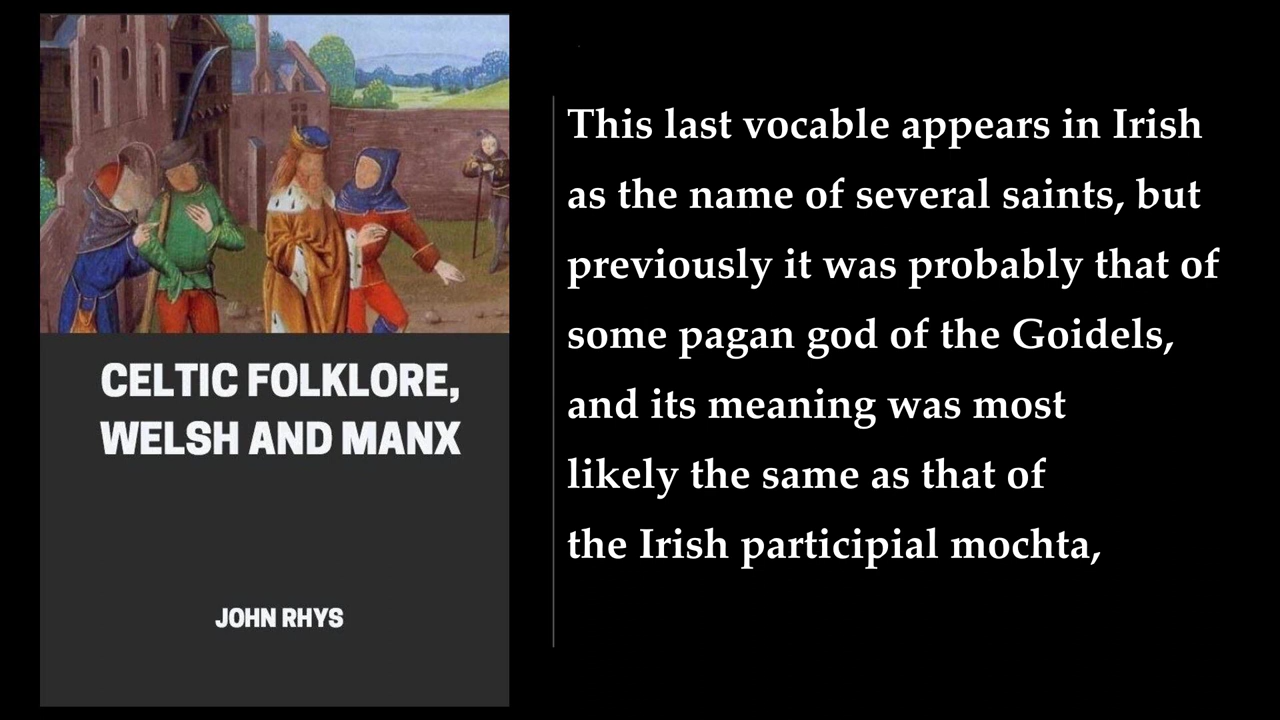 CELTIC FOLKLORE,
WELSH AND MANX
JOHN RHYS
This last vocable appears in Irish
as the name of several saints, but
previously it was probably that of
some pagan god of the Goidels,
and its meaning was most
likely the same as that of
the Irish participial mochta,